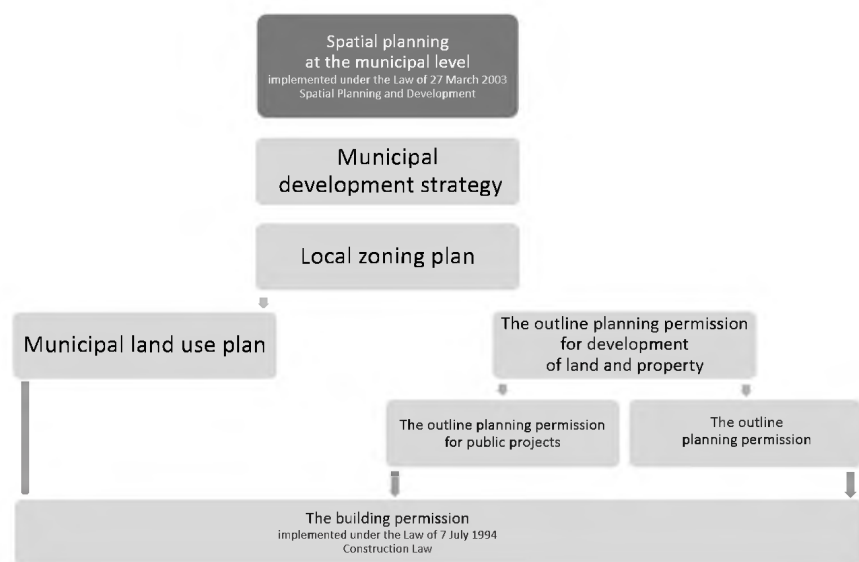 Spatial planning
at the municipal level
implemented under the Law of 27 March 2003
Spatial Planning and Development
Municipal
development strategy
Local zoning plan
Municipal land use plan
The outline planning permission
for development
of land and property
The outline planning permission
for public projects
The outline
planning permission
The building permission
implemented under the Law of 7 July 1994
Construction Law